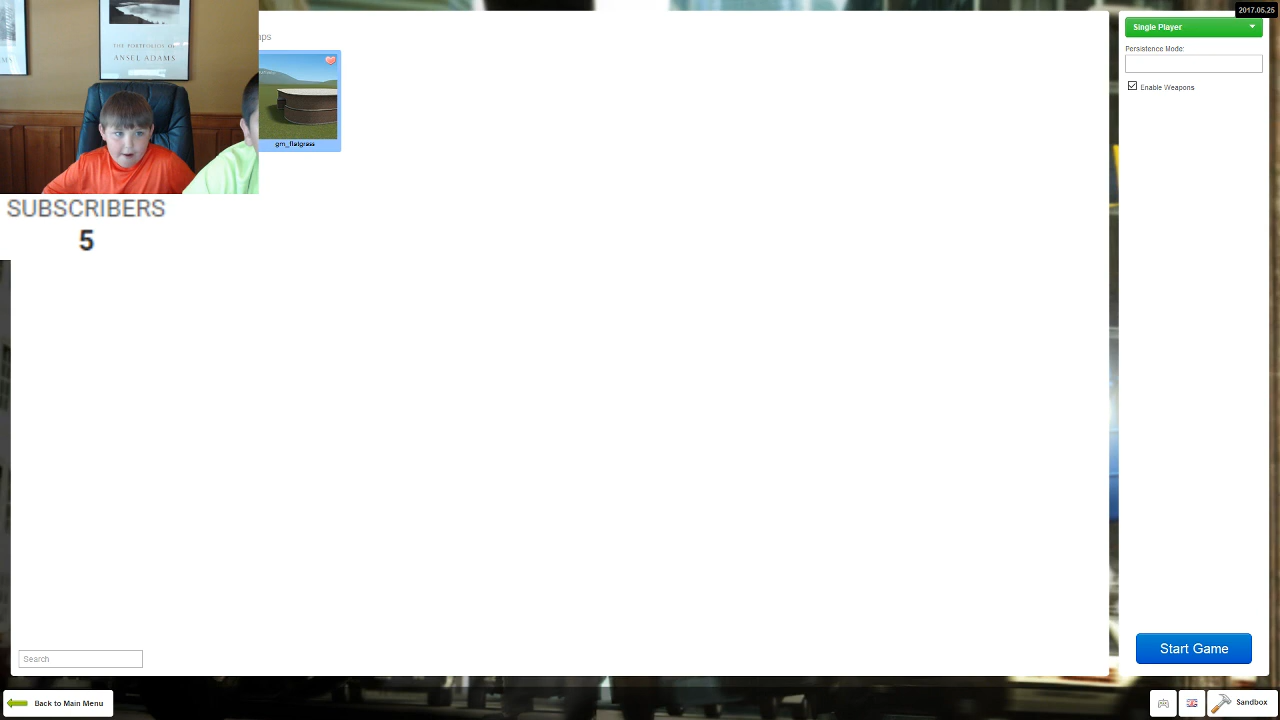 THE PORTFOLIOS OF
ANSEL ADAMS
SUBSCRIBERS
5
gm_flatgrass
2017.05.25
Single Player
Persistence Mode:
Enable Weapons
Search
Start Game
Back to Main Menu
Sandbox